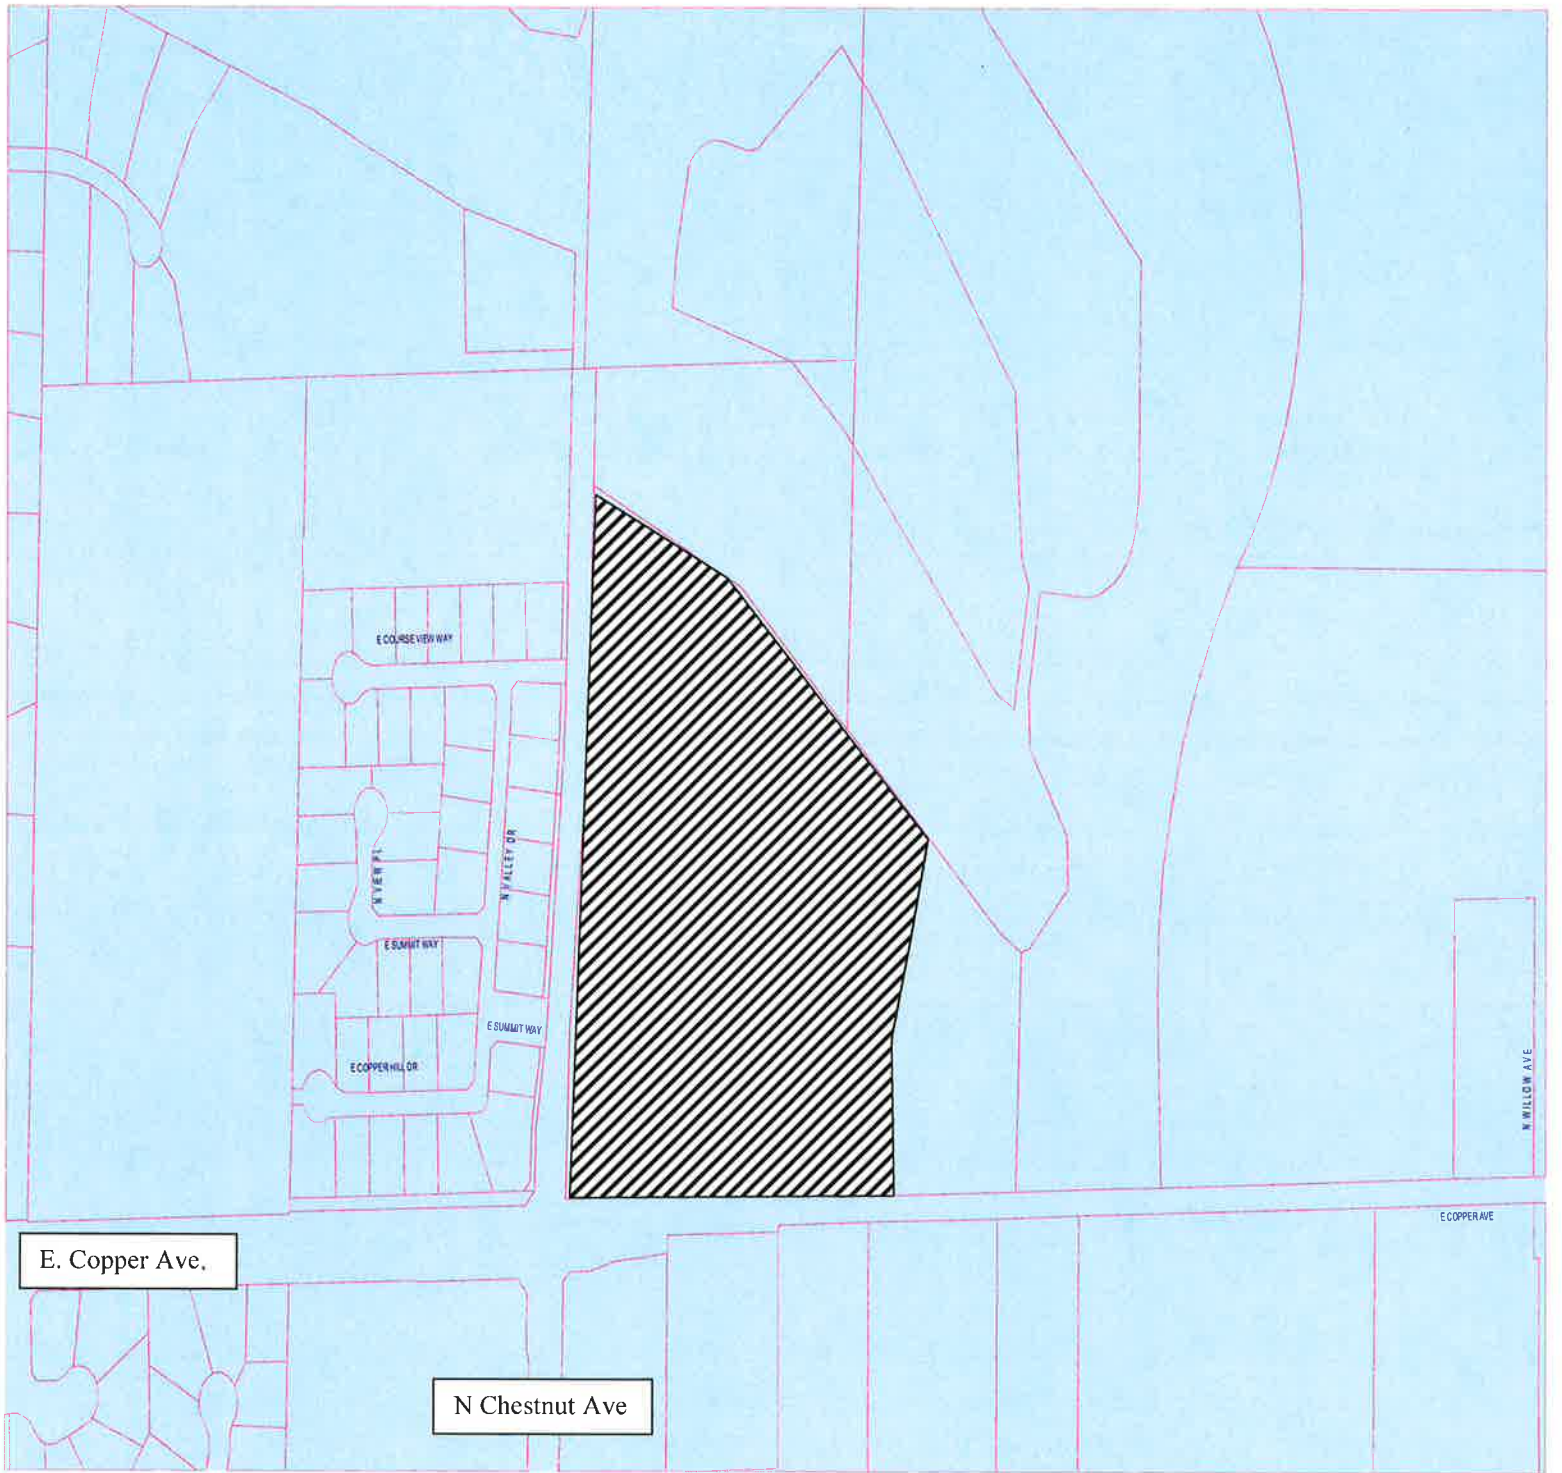 E COURSE VIEW WAY
N VALLEY DR
N VIEW PL
E SUMMIT WAY
E SUMMIT WAY
E COPPER HILL DR
N WILLOW AVE
E COPPER AVE
E. Copper Ave.
N Chestnut Ave